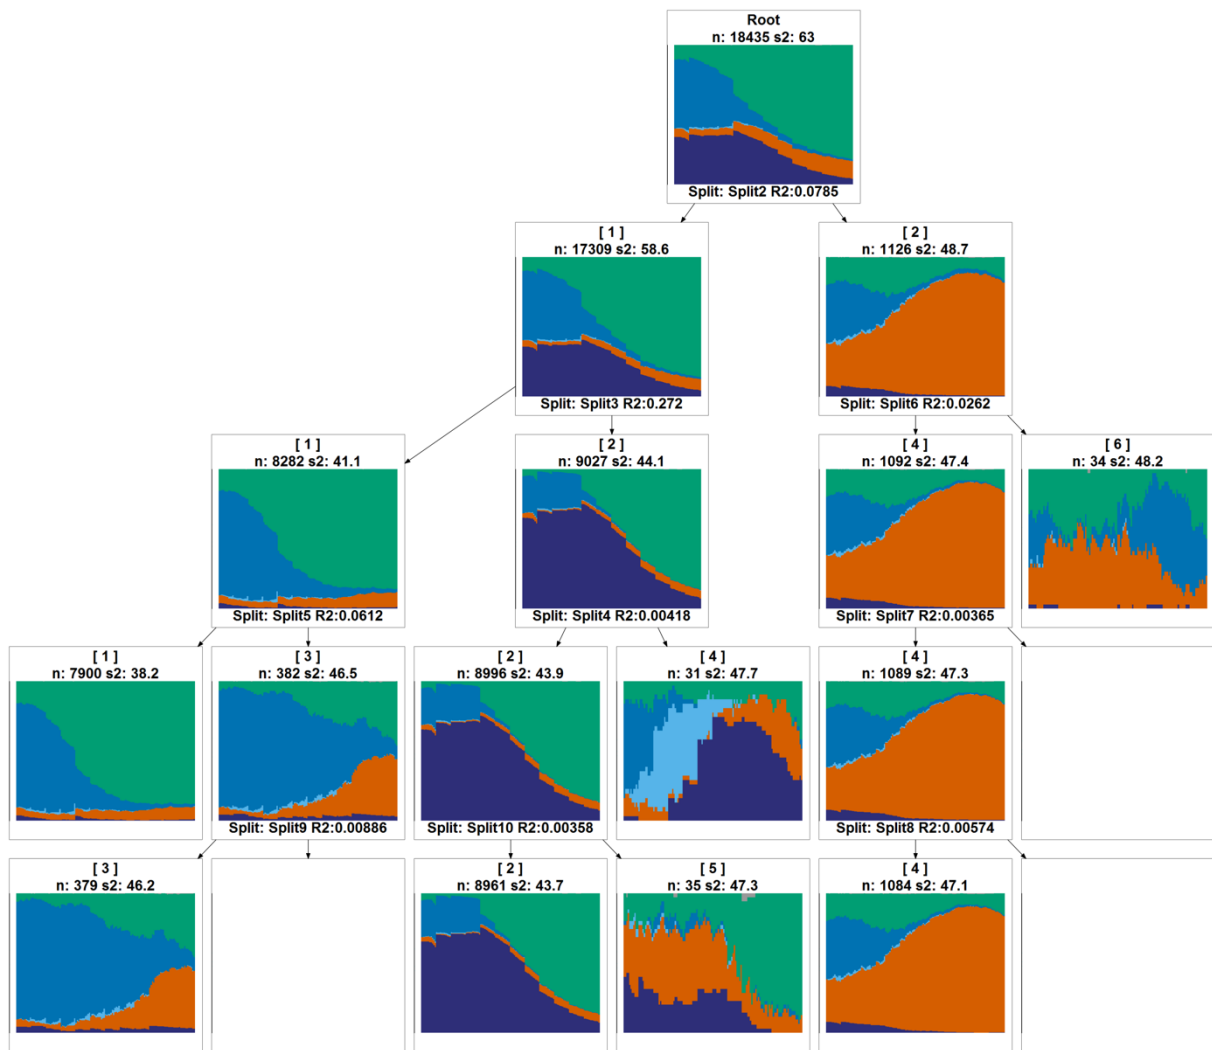 Root
n: 18435 s2: 63
Split: Split2 R2:0.0785
[ 1 ]
n: 17309 s2: 58.6
Split: Split3 R2:0.272
[ 2 ]
n: 1126 s2: 48.7
Split: Split6 R2:0.0262
[ 1 ]
n: 8282 s2: 41.1
Split: Split5 R2:0.0612
[ 2 ]
n: 9027 s2: 44.1
Split: Split4 R2:0.00418
[ 4 ]
n: 1092 s2: 47.4
Split: Split7 R2:0.00365
[ 6 ]
n: 34 s2: 48.2
[ 1 ]
n: 7900 s2: 38.2
[ 3 ]
n: 382 s2: 46.5
Split: Split9 R2:0.00886
[ 2 ]
n: 8996 s2: 43.9
Split: Split10 R2:0.00358
[ 4 ]
n: 31 s2: 47.7
[ 4 ]
n: 1089 s2: 47.3
Split: Split8 R2:0.00574
[ 3 ]
n: 379 s2: 46.2
[ 2 ]
n: 8961 s2: 43.7
[ 5 ]
n: 35 s2: 47.3
[ 4 ]
n: 1084 s2: 47.1